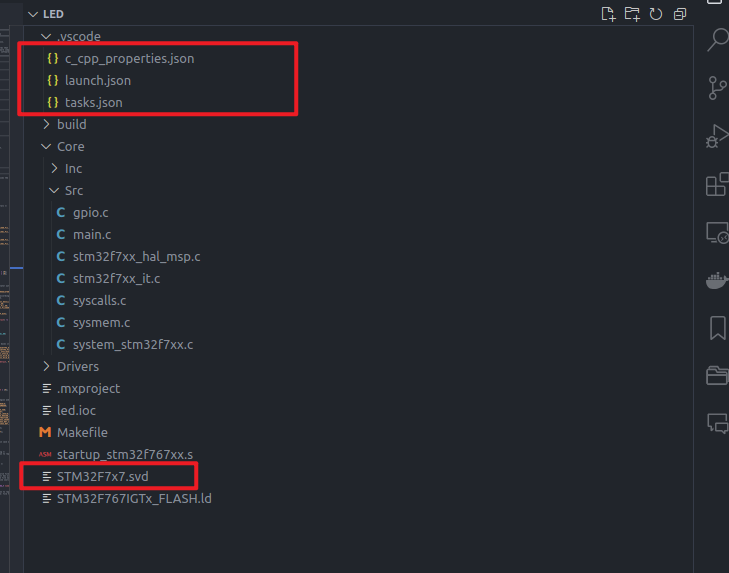 LED
.vscode
{} c_cpp_properties.json
{} launch.json
{} tasks.json
build
Core
Inc
Src
C gpio.c
C main.c
C stm32f7xx_hal_msp.c
C stm32f7xx_it.c
C syscalls.c
C sysmem.c
C system_stm32f7xx.c
Drivers
.mxproject
led.ioc
M Makefile
ASM startup_stm32f767xx.s
STM32F7x7.svd
STM32F767IGTx_FLASH.ld